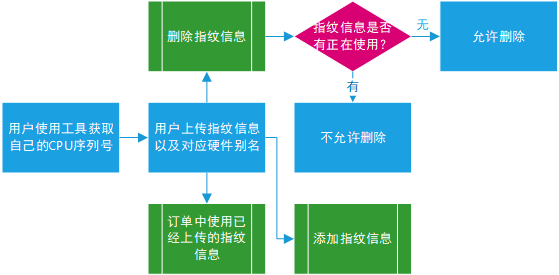 删除指纹信息
指纹信息是否
有正在使用?
无
允许删除
有
用户使用工具获取
自己的CPU序列号
用户上传指纹信息
以及对应硬件别名
不允许删除
订单中使用已
经上传的指纹
信息
添加指纹信息